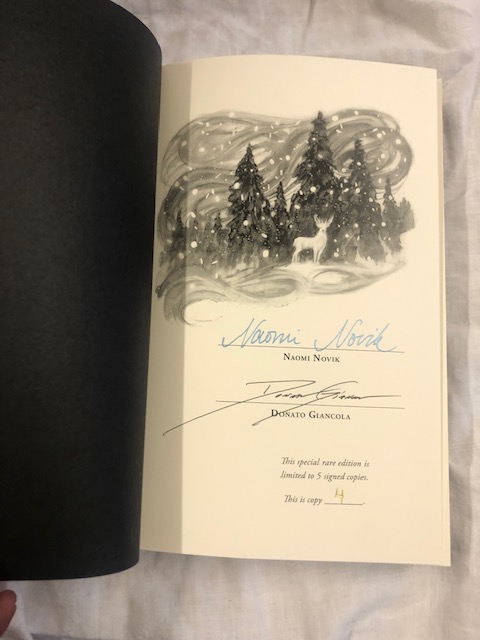 Naomi Novik
NAOMI NOVIK
Donato Giancola
DONATO GIANCOLA
This special rare edition is
limited to 5 signed copies.
This is copy 4.